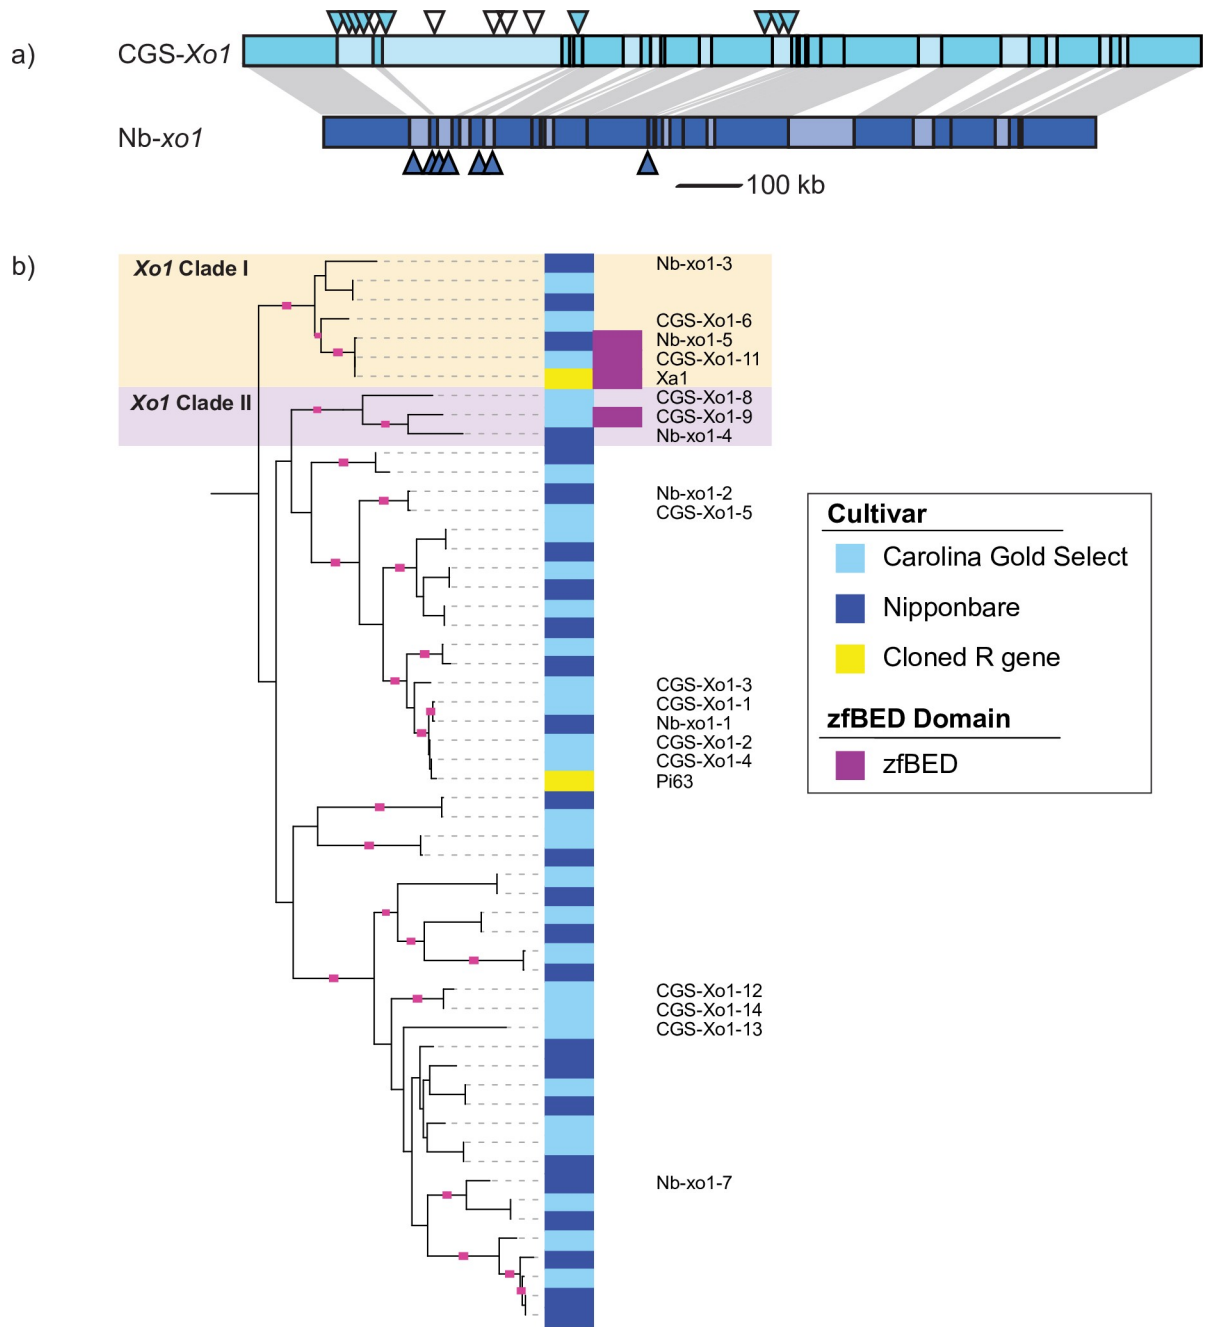 a)
CGS-Xo1
Nb-xo1
100 kb
b)
Xo1 Clade I
Nb-xo1-3
CGS-Xo1-6
Nb-xo1-5
CGS-Xo1-11
Xa1
Xo1 Clade II
CGS-Xo1-8
CGS-Xo1-9
Nb-xo1-4
Nb-xo1-2
CGS-Xo1-5
CGS-Xo1-3
CGS-Xo1-1
Nb-xo1-1
CGS-Xo1-2
CGS-Xo1-4
Pi63
CGS-Xo1-12
CGS-Xo1-14
CGS-Xo1-13
Nb-xo1-7
Cultivar
Carolina Gold Select
Nipponbare
Cloned R gene
zfBED Domain
zfBED